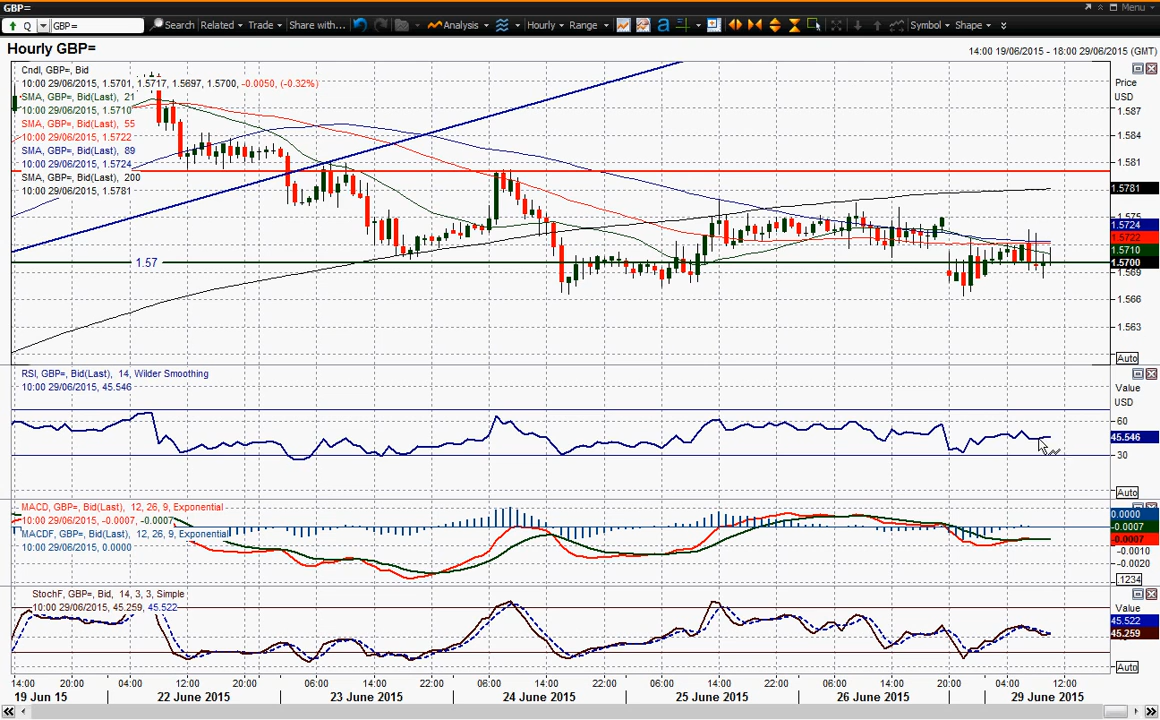 GBP=
Menu
Q GBP= Search Related Trade Share with... Analysis Hourly Range a Symbol Shape
Hourly GBP=
14:00 19/06/2015 - 18:00 29/06/2015 (GMT)
Cndl, GBP=, Bid
10:00 29/06/2015, 1.5701, 1.5717, 1.5697, 1.5700, -0.0050, (-0.32%)
SMA, GBP=, Bid(Last), 21
10:00 29/06/2015, 1.5710
SMA, GBP=, Bid(Last), 55
10:00 29/06/2015, 1.5722
SMA, GBP=, Bid(Last), 89
10:00 29/06/2015, 1.5724
SMA, GBP=, Bid(Last), 200
10:00 29/06/2015, 1.5781
1.57
Price
USD
1.587
1.584
1.581
1.5781
1.575
1.5724
1.5722
1.5710
1.5700
1.569
1.566
1.563
Auto
RSI, GBP=, Bid(Last), 14, Wilder Smoothing
10:00 29/06/2015, 45.546
Value
USD
60
45.546
30
Auto
MACD, GBP=, Bid(Last), 12, 26, 9, Exponential
10:00 29/06/2015, -0.0007, -0.0007
MACDF, GBP=, Bid(Last), 12, 26, 9, Exponential
10:00 29/06/2015, 0.0000
0.0000
-0.0007
-0.0007
-0.0010
-0.0020
.1234
StochF, GBP=, Bid, 14, 3, 3, Simple
10:00 29/06/2015, 45.259, 45.522
Value
45.522
45.259
Auto
14:00 20:00 04:00 12:00 20:00 06:00 14:00 22:00 06:00 14:00 22:00 06:00 14:00 22:00 06:00 14:00 20:00 04:00 12:00
19 Jun 15 22 June 2015 23 June 2015 24 June 2015 25 June 2015 26 June 2015 29 June 2015